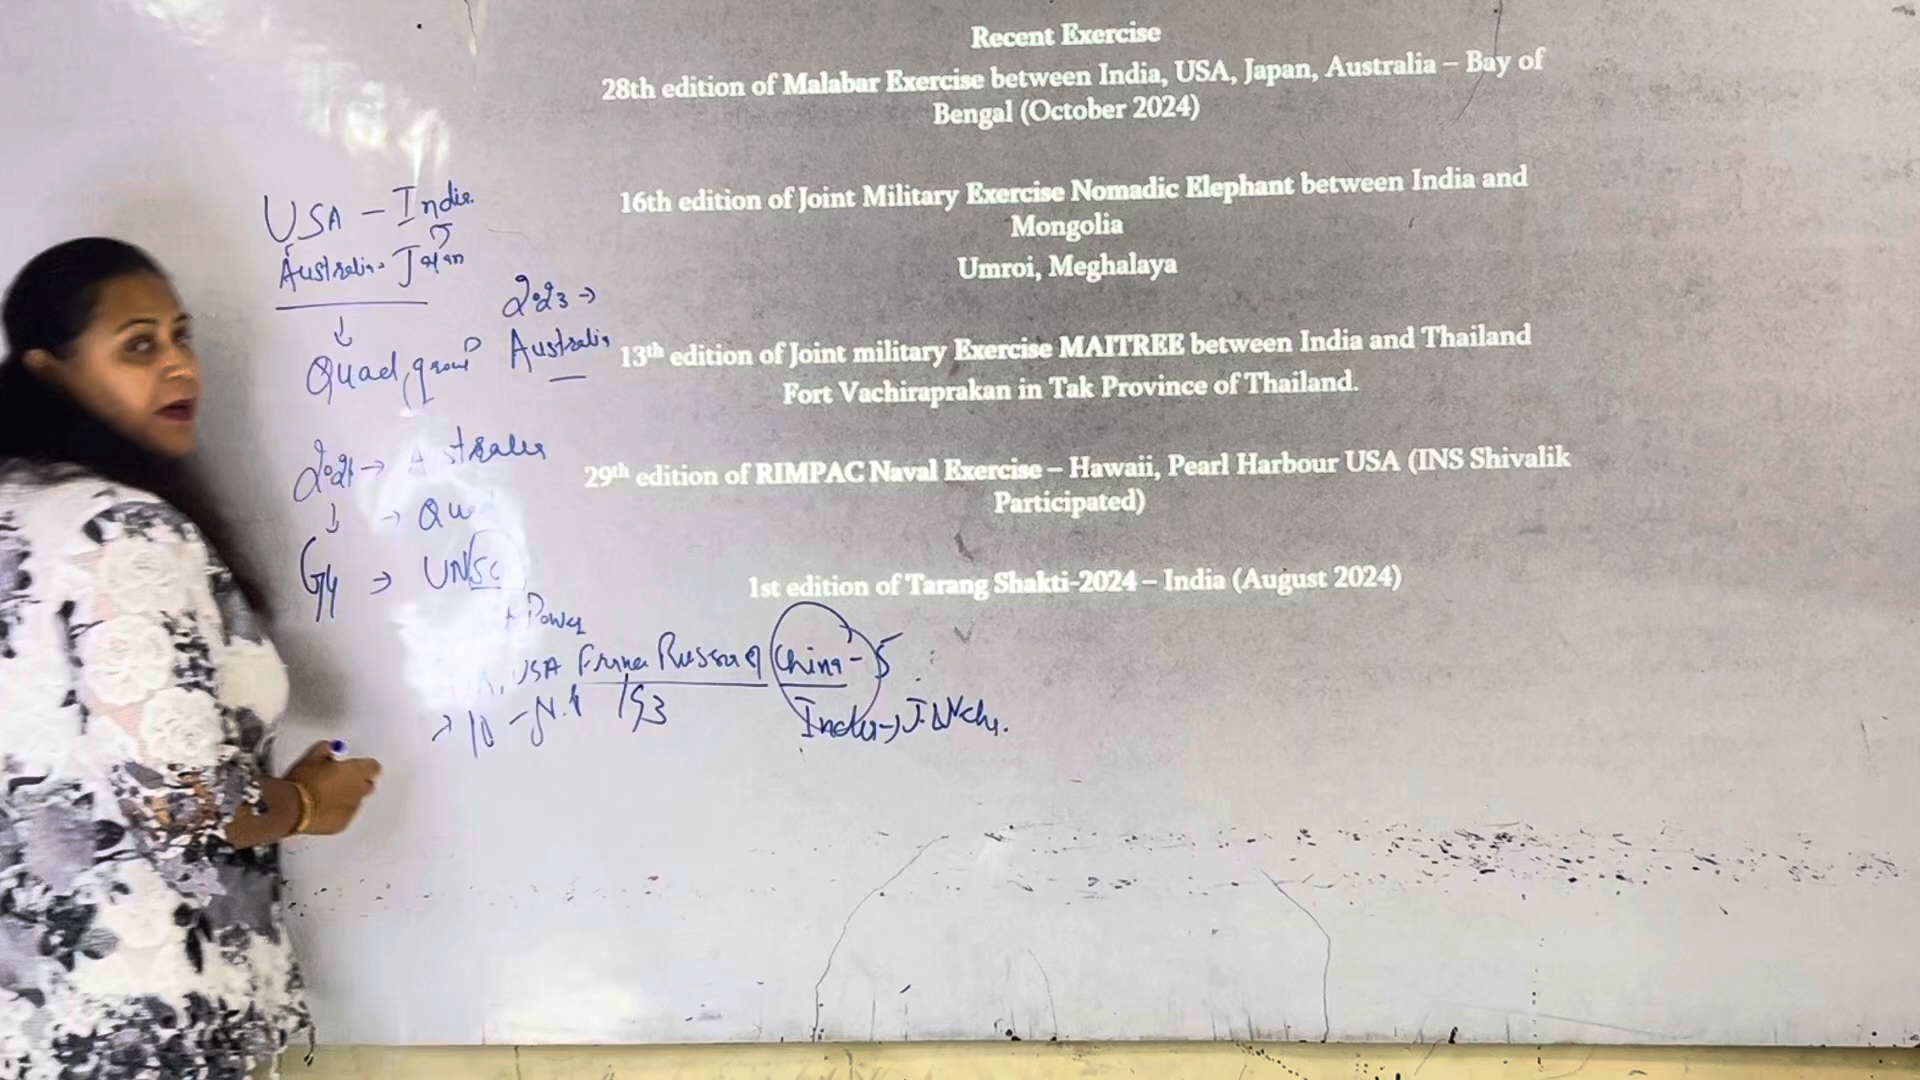 Recent Exercise
28th edition of Malabar Exercise between India, USA, Japan, Australia – Bay of
Bengal (October 2024)
16th edition of Joint Military Exercise Nomadic Elephant between India and
Mongolia
Umroi, Meghalaya
13th edition of Joint military Exercise MAITREE between India and Thailand
Fort Vachiraprakan in Tak Province of Thailand.
29th edition of RIMPAC Naval Exercise – Hawaii, Pearl Harbour USA (INS Shivalik
Participated)
1st edition of Tarang Shakti-2024 – India (August 2024)
USA – India
Australia - Japan
↓
Quad group
2023 →
Australia
2021 →
↓ →
G4 → UNSC
Power
USA France Russia China - 5
→ 10 -
193
India →